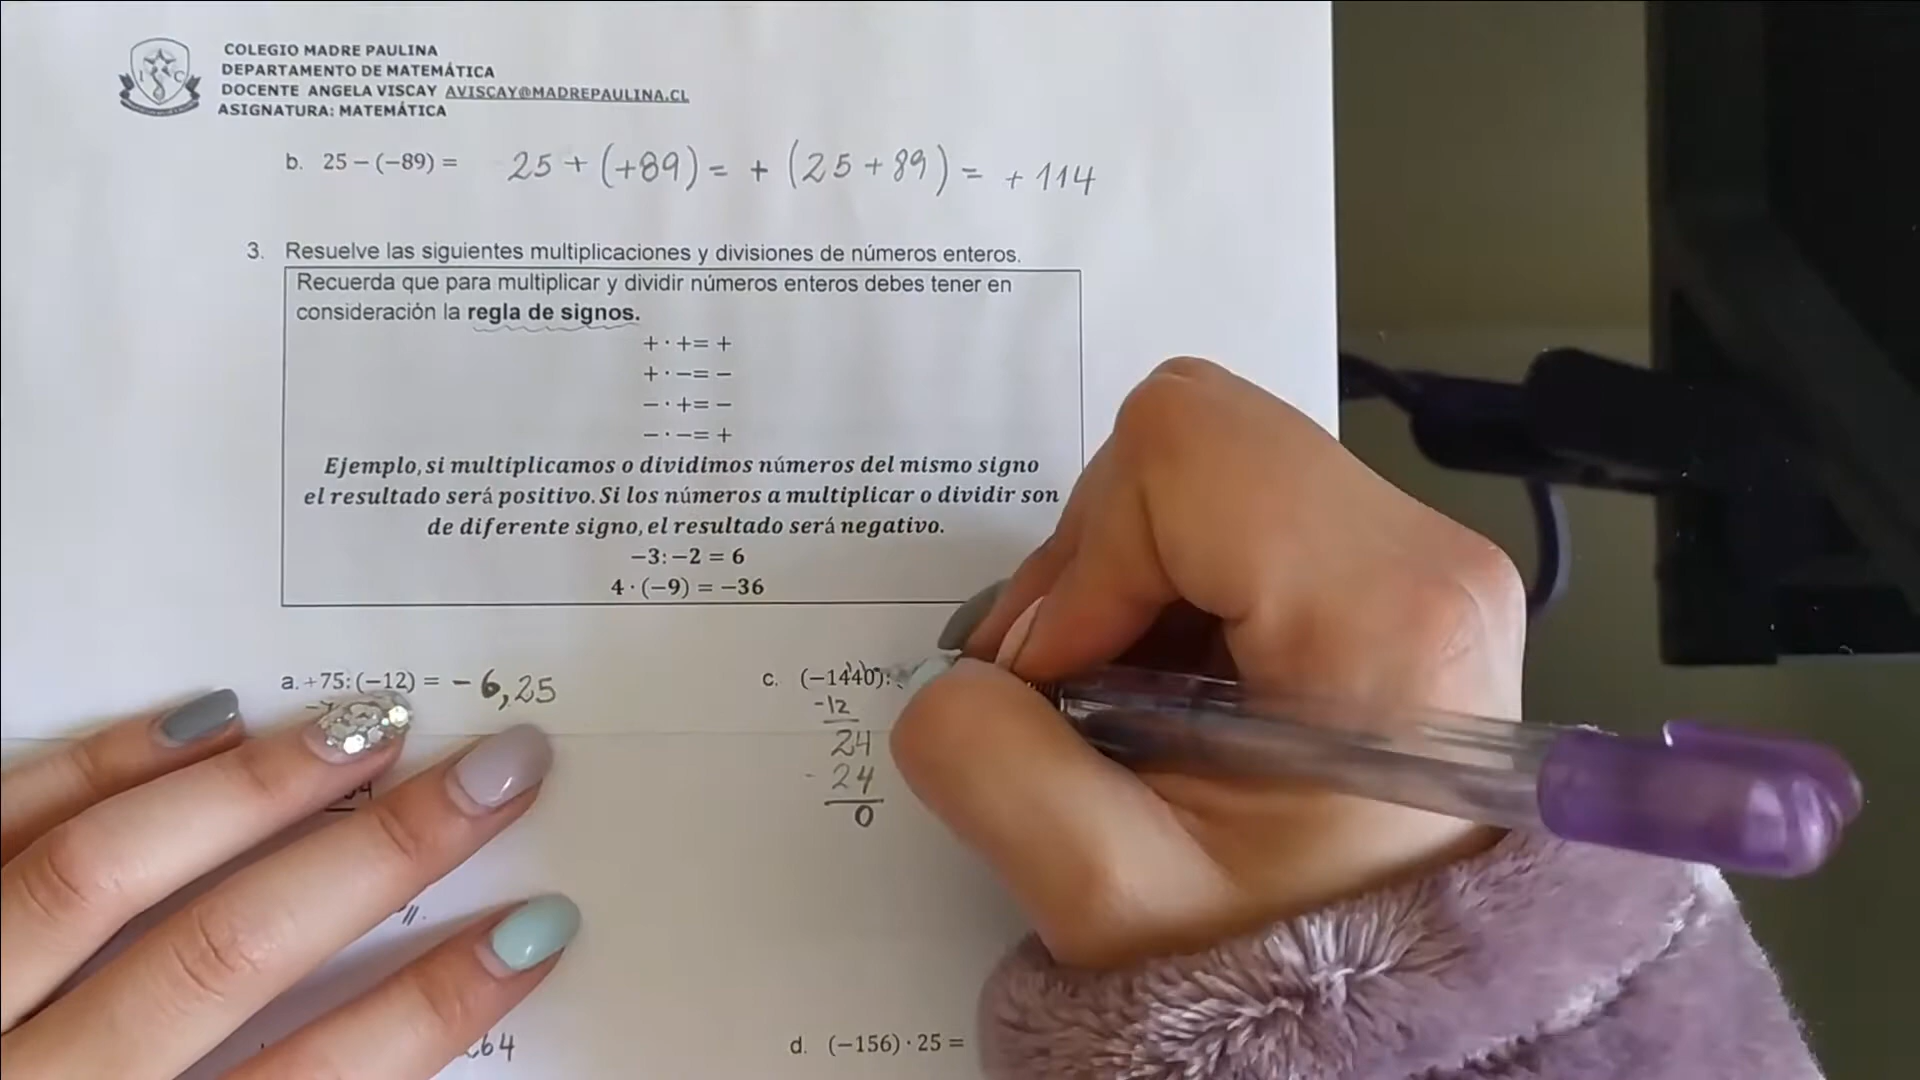 COLEGIO MADRE PAULINA
DEPARTAMENTO DE MATEMÁTICA
DOCENTE ANGELA VISCAY AVISCAY@MADREPAULINA.CL
ASIGNATURA: MATEMÁTICA
b. 25 − (−89) = 25 + (+89) = + (25 + 89) = + 114
3. Resuelve las siguientes multiplicaciones y divisiones de números enteros.
Recuerda que para multiplicar y dividir números enteros debes tener en
consideración la regla de signos.
+ · += +
+ · −= −
− · += −
− · −= +
Ejemplo, si multiplicamos o dividimos números del mismo signo
el resultado será positivo. Si los números a multiplicar o dividir son
de diferente signo, el resultado será negativo.
−3: −2 = 6
4 · (−9) = −36
a. +75: (−12) = − 6,25
c. (−1440):
-12
24
- 24
0
64
d. (−156) · 25 =